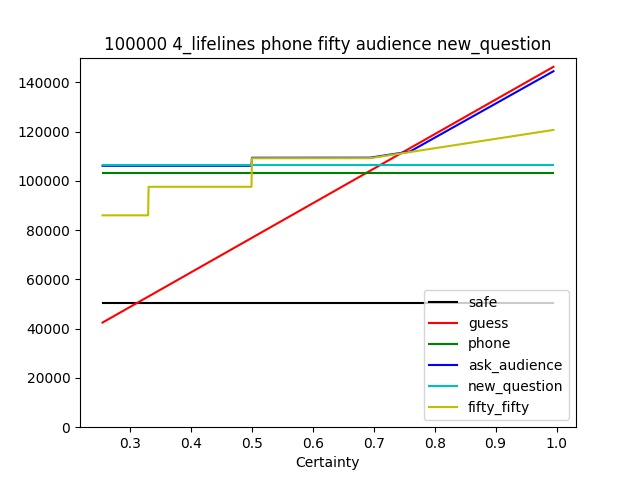 100000 4_lifelines phone fifty audience new_question
140000
120000
100000
80000
60000
40000
20000
0
0.3 0.4 0.5 0.6 0.7 0.8 0.9 1.0
Certainty
safe
guess
phone
ask_audience
new_question
fifty_fifty